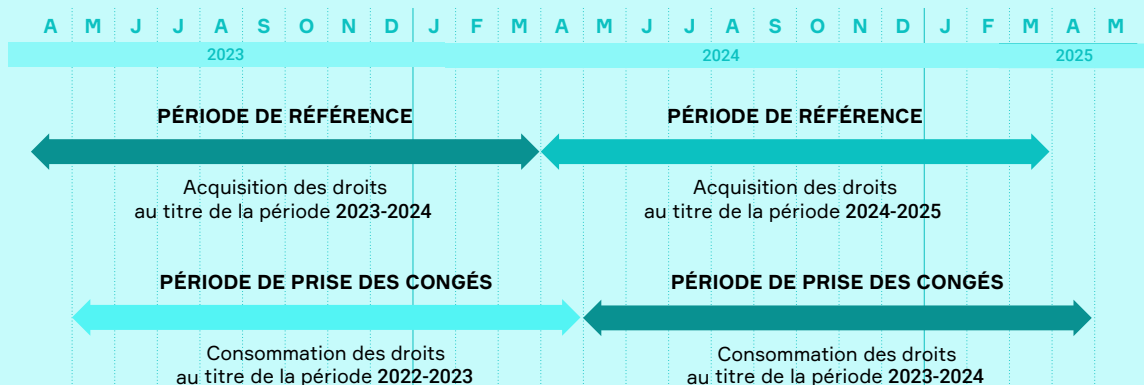 A M J J A S O N D J F M A M J J A S O N D J F M A M
2023 2024 2025
PÉRIODE DE RÉFÉRENCE
Acquisition des droits
au titre de la période 2023-2024
PÉRIODE DE RÉFÉRENCE
Acquisition des droits
au titre de la période 2024-2025
PÉRIODE DE PRISE DES CONGÉS
Consommation des droits
au titre de la période 2022-2023
PÉRIODE DE PRISE DES CONGÉS
Consommation des droits
au titre de la période 2023-2024